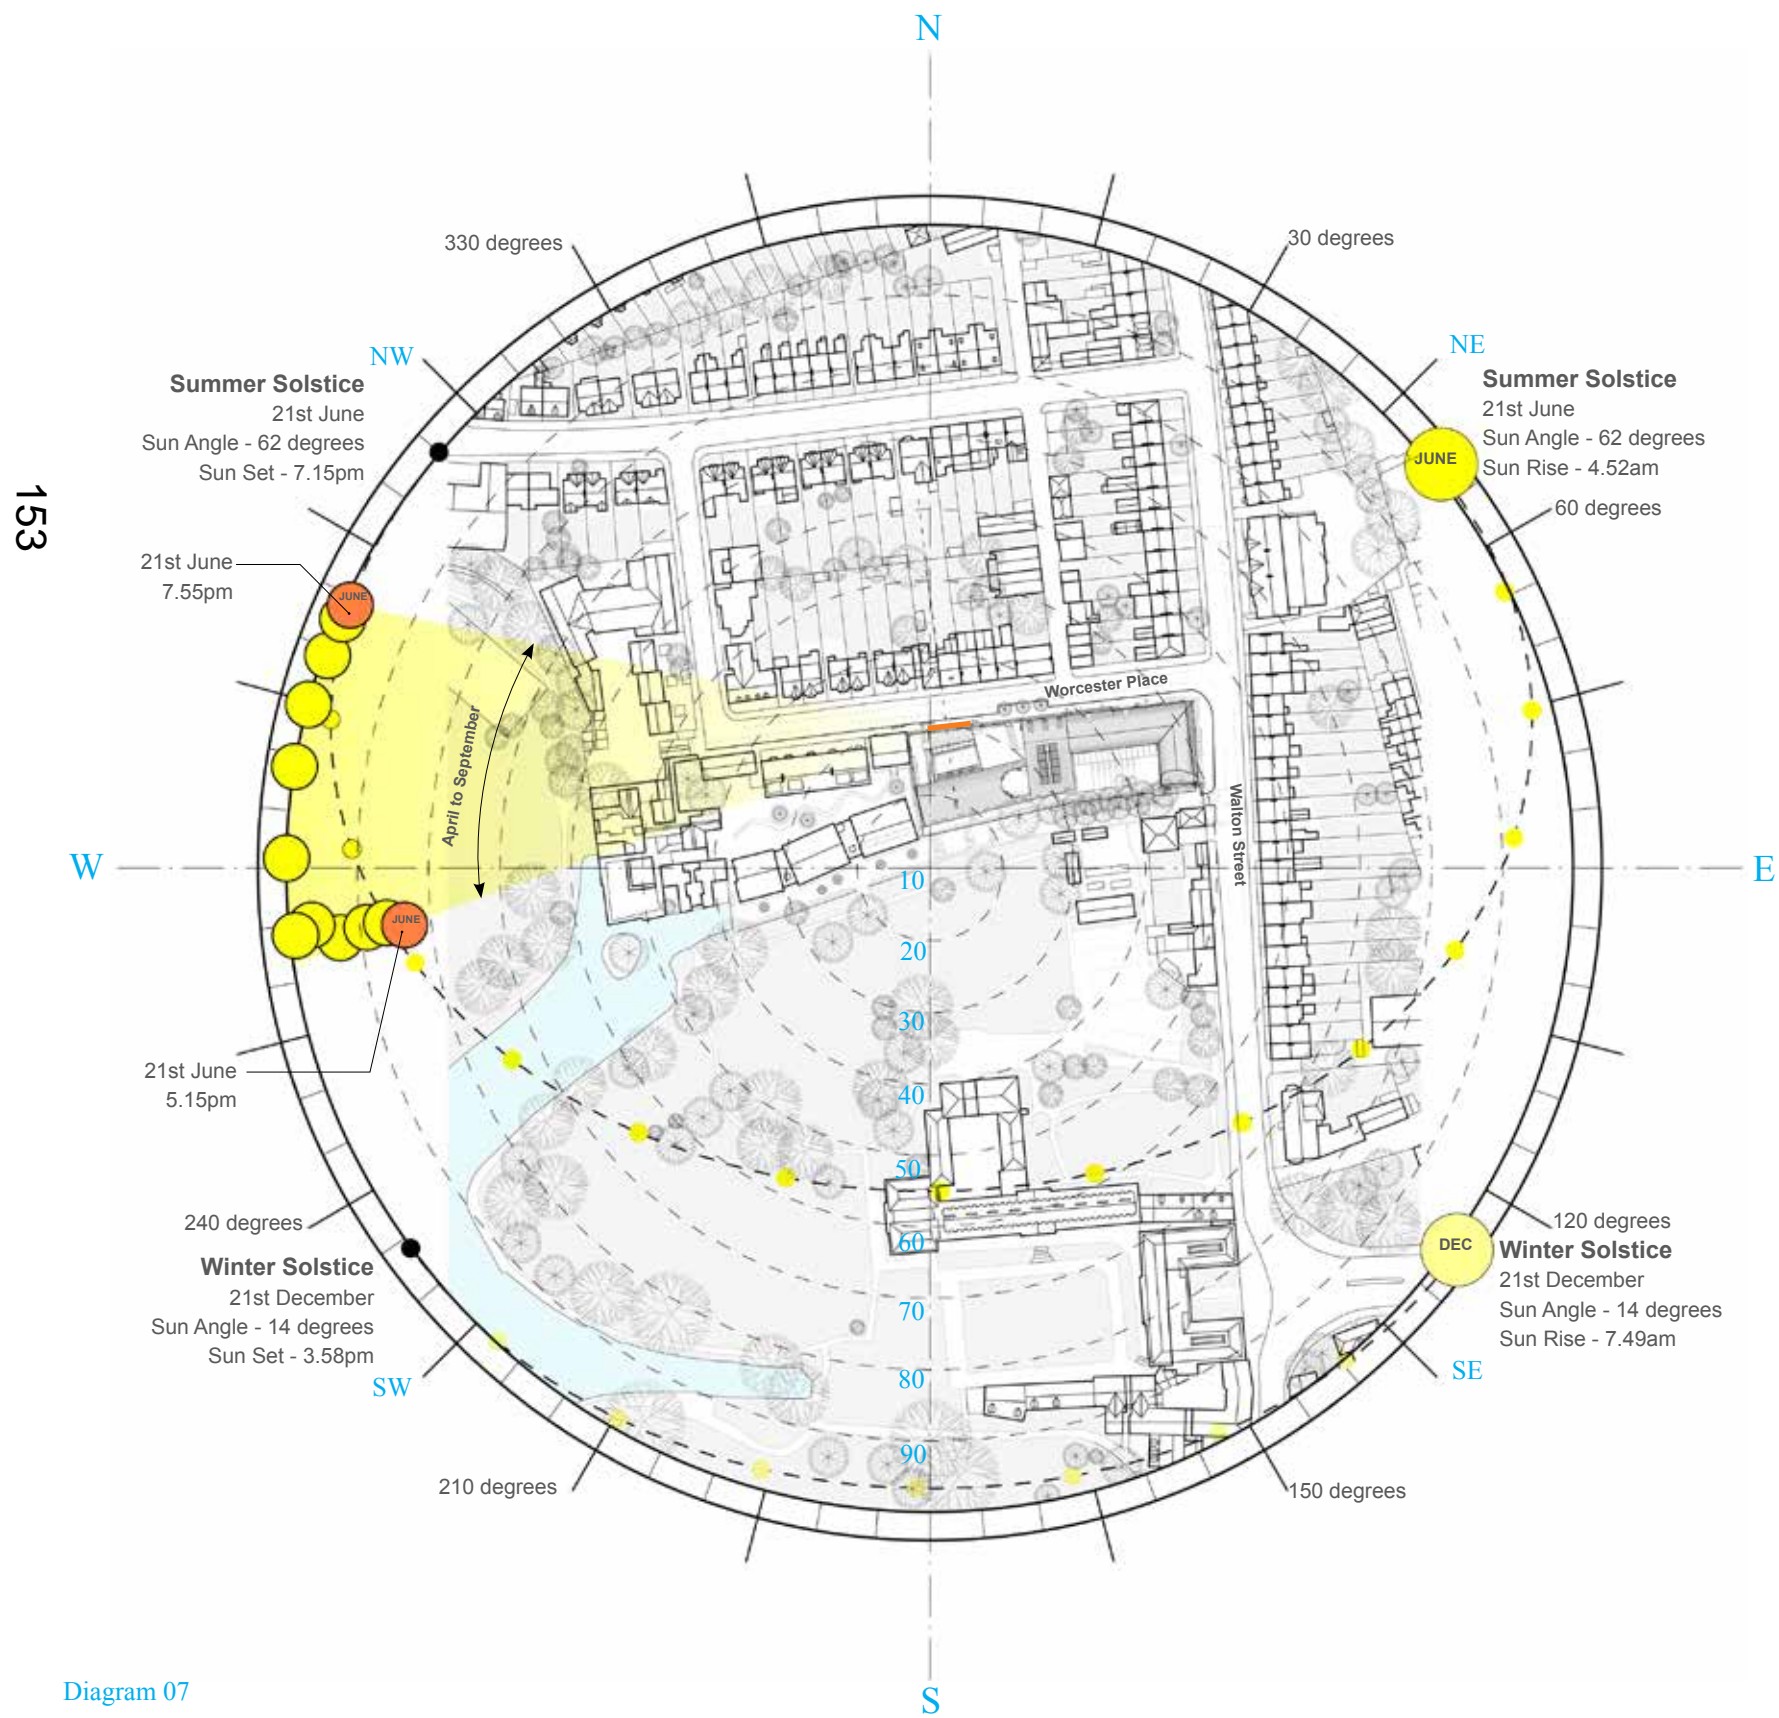 N
330 degrees
30 degrees
NW
NE
Summer Solstice
21st June
Sun Angle - 62 degrees
Sun Set - 7.15pm
Summer Solstice
21st June
Sun Angle - 62 degrees
Sun Rise - 4.52am
JUNE
60 degrees
153
21st June
7.55pm
JUNE
April to September
Worcester Place
Walton Street
W
E
10
20
30
40
50
60
70
80
90
JUNE
21st June
5.15pm
240 degrees
Winter Solstice
21st December
Sun Angle - 14 degrees
Sun Set - 3.58pm
SW
120 degrees
DEC
Winter Solstice
21st December
Sun Angle - 14 degrees
Sun Rise - 7.49am
SE
210 degrees
150 degrees
Diagram 07
S